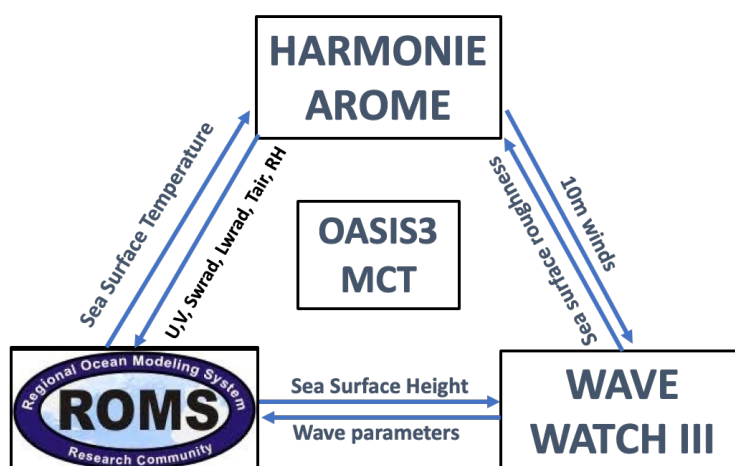 HARMONIE
AROME
Sea Surface Temperature
U,V, Swrad, Lwrad, Tair, RH
Sea surface roughness
10m winds
OASIS3
MCT
Regional Ocean Modeling System
ROMS
Research Community
Sea Surface Height
Wave parameters
WAVE
WATCH III